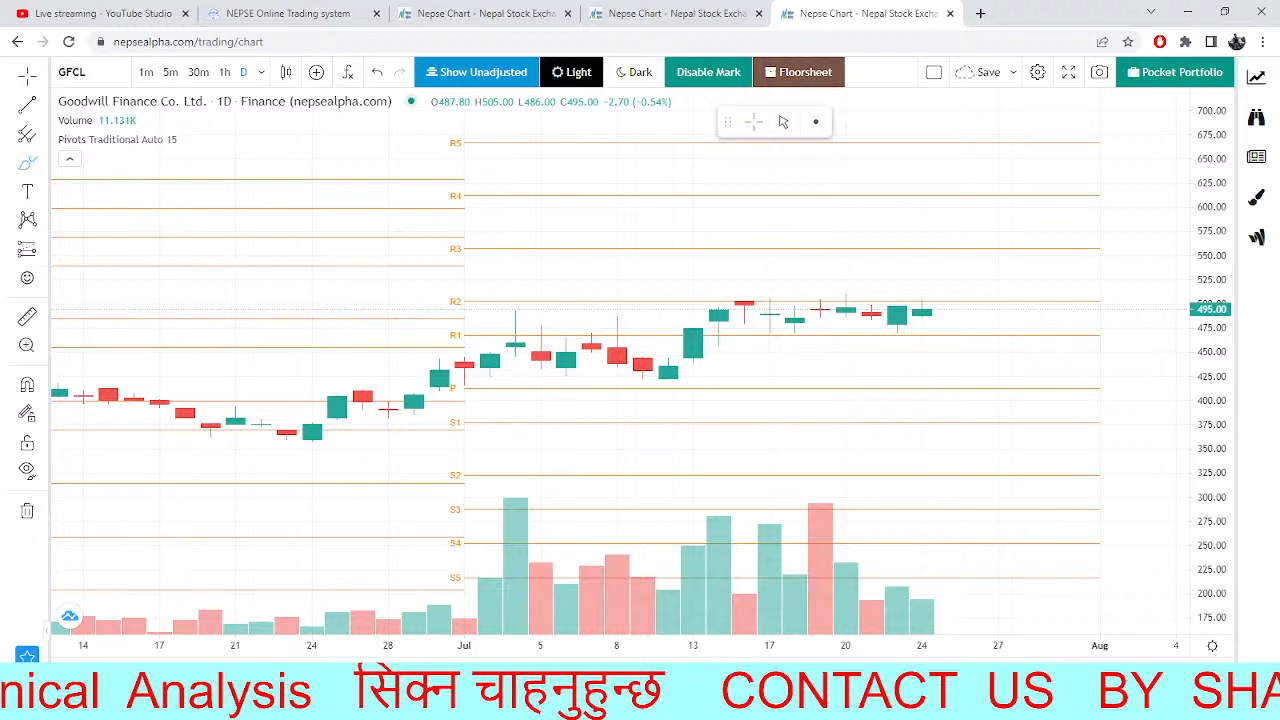 Live streaming - YouTube Studio
NEPSE Online Trading system
Nepse Chart - Nepal Stock Excha
Nepse Chart - Nepal Stock Excha
Nepse Chart - Nepal Stock Excha
nepsealpha.com/trading/chart
GFCL 1m 5m 30m 1h D Show Unadjusted Light Dark Disable Mark Floorsheet Save Pocket Portfolio
Goodwill Finance Co. Ltd. · 1D · Finance (nepsealpha.com) O487.80 H505.00 L486.00 C495.00 -2.70 (-0.54%)
Volume 11.131K
Pivots Traditional Auto 15
R5
R4
R3
R2
R1
P
S1
S2
S3
S4
S5
700.00
675.00
650.00
625.00
600.00
575.00
550.00
525.00
495.00
475.00
450.00
425.00
400.00
375.00
350.00
325.00
300.00
275.00
250.00
225.00
200.00
175.00
14 17 21 24 28 Jul 5 8 13 17 20 24 27 Aug 4
nical Analysis सिक्न चाहनुहुन्छ CONTACT US BY SHA